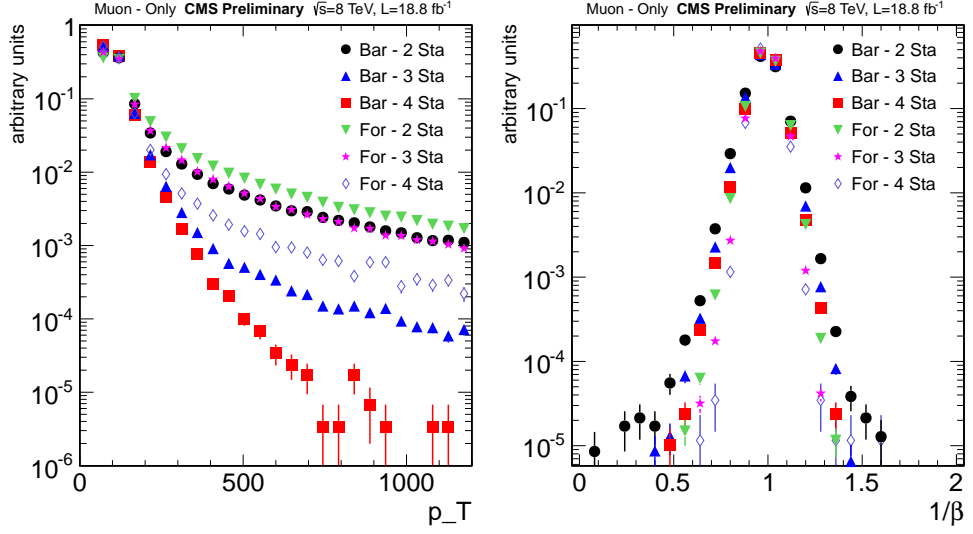 Muon - Only CMS Preliminary √s=8 TeV, L=18.8 fb⁻¹
arbitrary units
1
10⁻¹
10⁻²
10⁻³
10⁻⁴
10⁻⁵
10⁻⁶
Bar - 2 Sta
Bar - 3 Sta
Bar - 4 Sta
For - 2 Sta
For - 3 Sta
For - 4 Sta
0 500 1000
p_T
Muon - Only CMS Preliminary √s=8 TeV, L=18.8 fb⁻¹
arbitrary units
10⁻¹
10⁻²
10⁻³
10⁻⁴
10⁻⁵
Bar - 2 Sta
Bar - 3 Sta
Bar - 4 Sta
For - 2 Sta
For - 3 Sta
For - 4 Sta
0 0.5 1 1.5 2
1/β